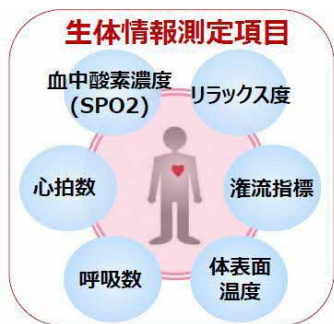 生体情報測定項目
血中酸素濃度
(SPO2)
リラックス度
心拍数
灌流指標
呼吸数
体表面
温度